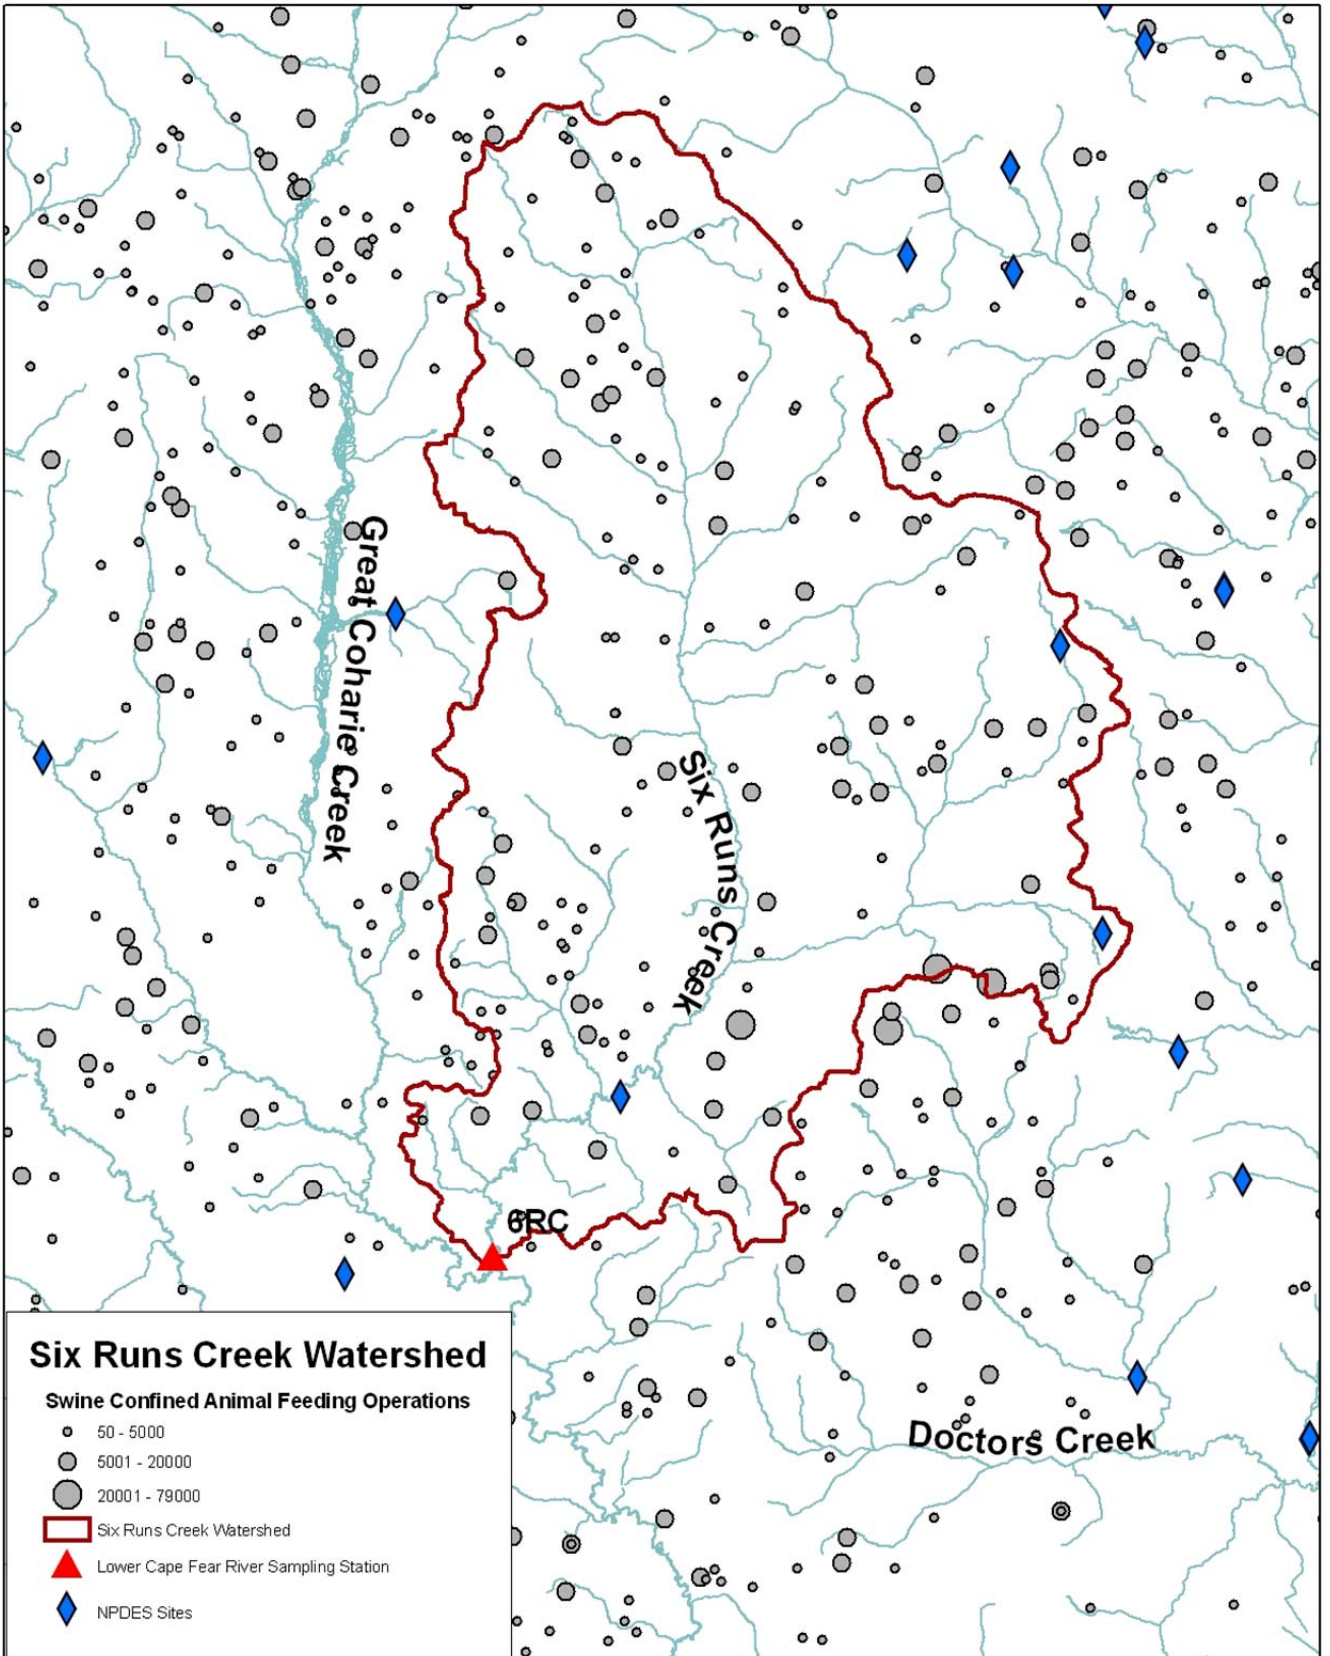 Great Coharie Creek
Six Runs Creek
6RC
Doctors Creek
Six Runs Creek Watershed
Swine Confined Animal Feeding Operations
50 - 5000
5001 - 20000
20001 - 79000
Six Runs Creek Watershed
Lower Cape Fear River Sampling Station
NPDES Sites